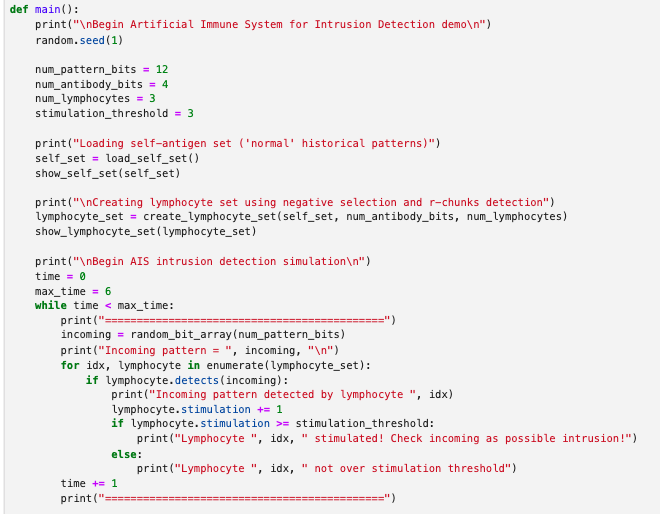 def main():
    print("\nBegin Artificial Immune System for Intrusion Detection demo\n")
    random.seed(1)

    num_pattern_bits = 12
    num_antibody_bits = 4
    num_lymphocytes = 3
    stimulation_threshold = 3

    print("Loading self-antigen set ('normal' historical patterns)")
    self_set = load_self_set()
    show_self_set(self_set)

    print("\nCreating lymphocyte set using negative selection and r-chunks detection")
    lymphocyte_set = create_lymphocyte_set(self_set, num_antibody_bits, num_lymphocytes)
    show_lymphocyte_set(lymphocyte_set)

    print("\nBegin AIS intrusion detection simulation\n")
    time = 0
    max_time = 6
    while time < max_time:
        print("============================================")
        incoming = random_bit_array(num_pattern_bits)
        print("Incoming pattern = ", incoming, "\n")
        for idx, lymphocyte in enumerate(lymphocyte_set):
            if lymphocyte.detects(incoming):
                print("Incoming pattern detected by lymphocyte ", idx)
                lymphocyte.stimulation += 1
                if lymphocyte.stimulation >= stimulation_threshold:
                    print("Lymphocyte ", idx, " stimulated! Check incoming as possible intrusion!")
                else:
                    print("Lymphocyte ", idx, " not over stimulation threshold")
        time += 1
        print("============================================")